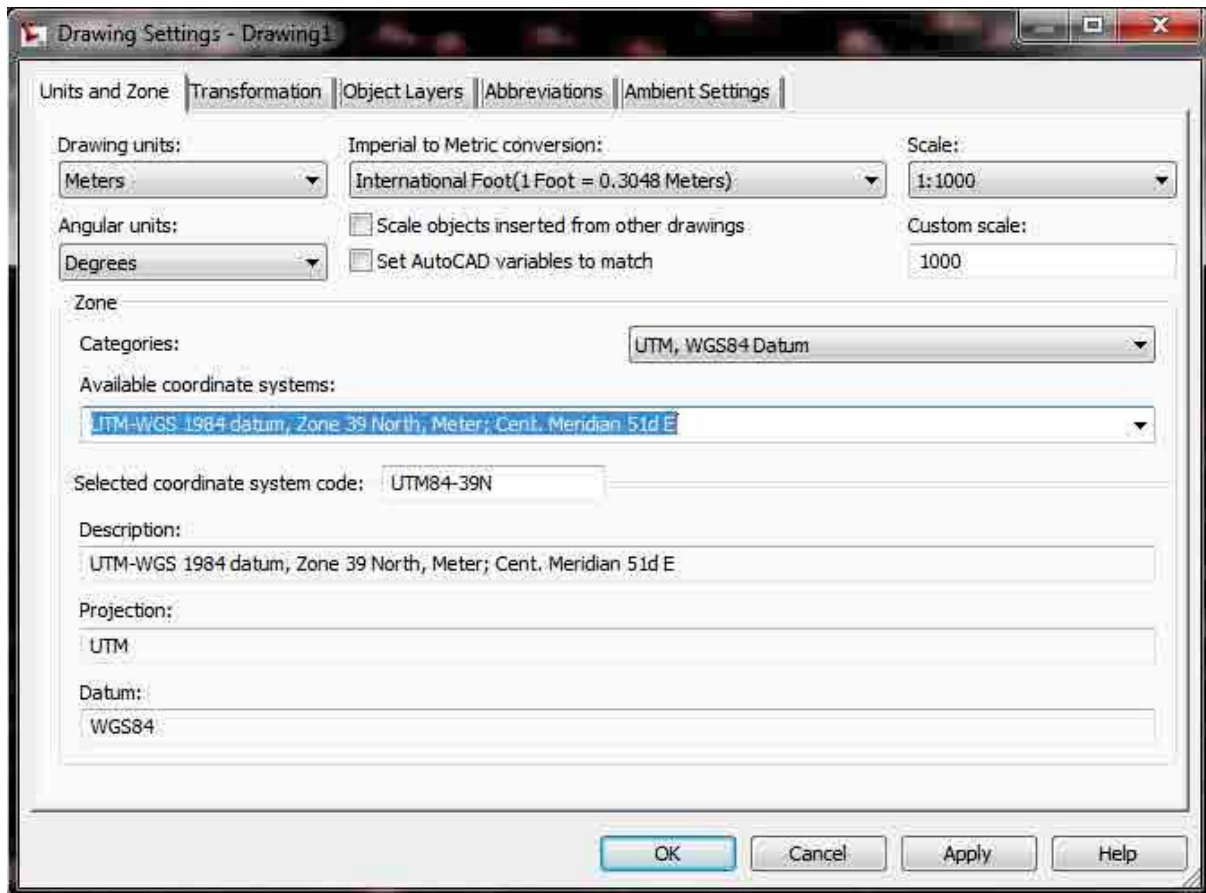 Drawing Settings - Drawing1
Units and Zone Transformation Object Layers Abbreviations Ambient Settings
Drawing units: Imperial to Metric conversion: Scale:
Meters International Foot(1 Foot = 0.3048 Meters) 1:1000
Angular units: Scale objects inserted from other drawings Custom scale:
Degrees Set AutoCAD variables to match 1000
Zone
Categories: UTM, WGS84 Datum
Available coordinate systems:
UTM-WGS 1984 datum, Zone 39 North, Meter; Cent. Meridian 51d E
Selected coordinate system code: UTM84-39N
Description:
UTM-WGS 1984 datum, Zone 39 North, Meter; Cent. Meridian 51d E
Projection:
UTM
Datum:
WGS84
OK Cancel Apply Help